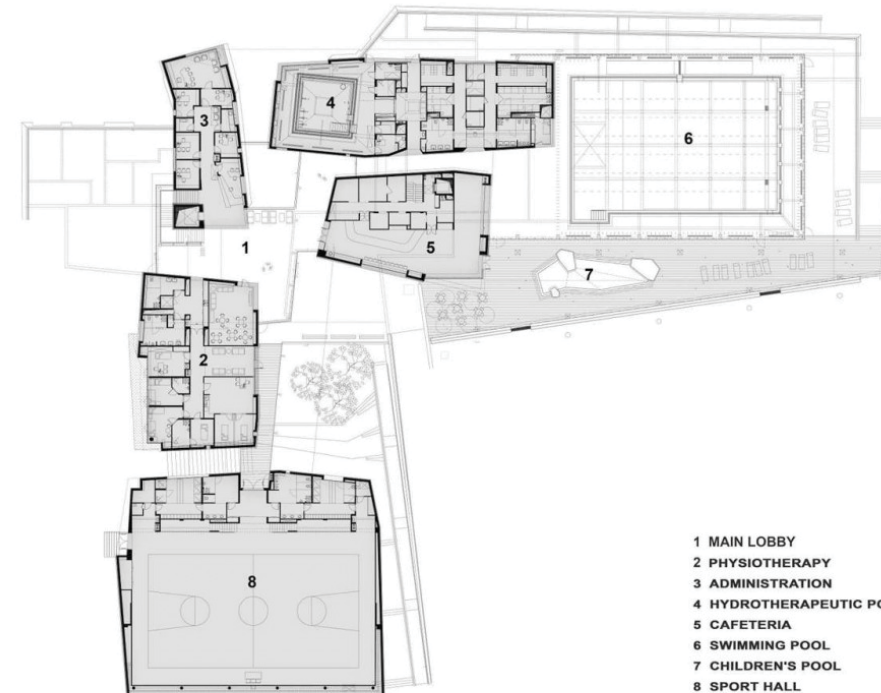 4
3
6
1
5
7
2
8
1 MAIN LOBBY
2 PHYSIOTHERAPY
3 ADMINISTRATION
4 HYDROTHERAPEUTIC
5 CAFETERIA
6 SWIMMING POOL
7 CHILDREN'S POOL
8 SPORT HALL